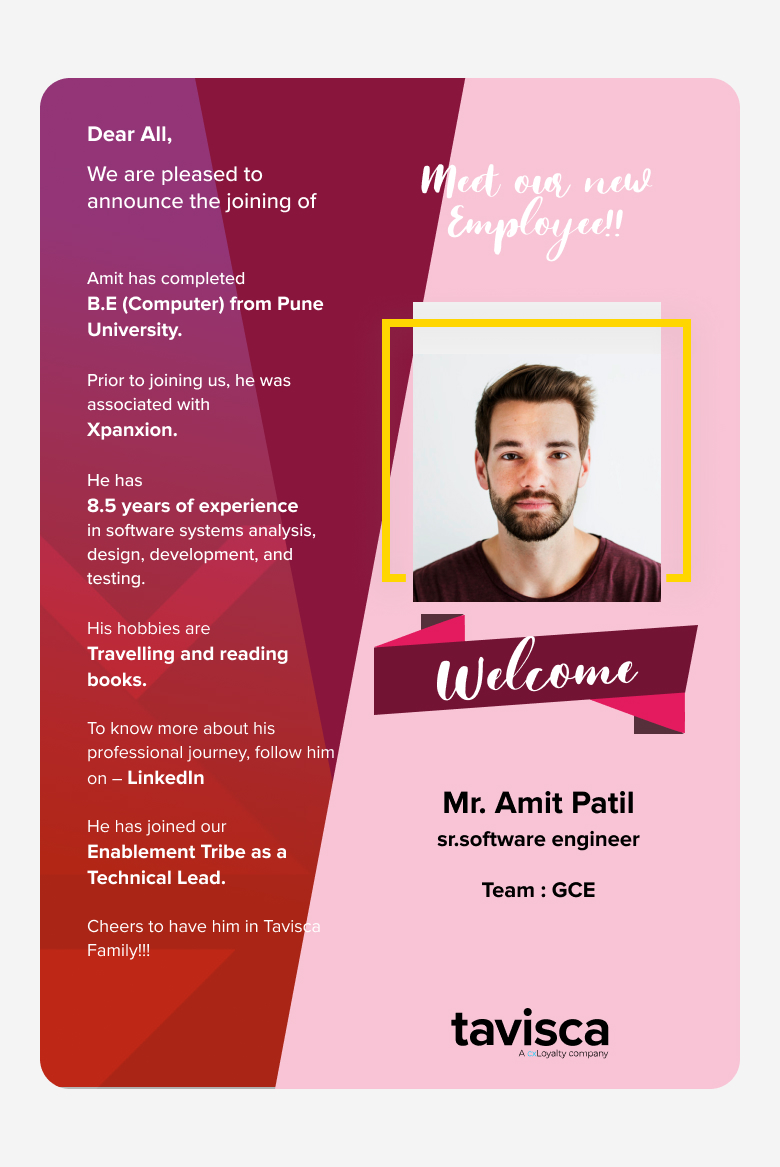 Dear All,
We are pleased to
announce the joining of
Amit has completed
B.E (Computer) from Pune
University.
Prior to joining us, he was
associated with
Xpanxion.
He has
8.5 years of experience
in software systems analysis,
design, development, and
testing.
His hobbies are
Travelling and reading
books.
To know more about his
professional journey, follow him
on – LinkedIn
He has joined our
Enablement Tribe as a
Technical Lead.
Cheers to have him in Tavisca
Family!!!
Meet our new
Employee!!
Welcome
Mr. Amit Patil
sr.software engineer
Team : GCE
tavisca
A cxLoyalty company